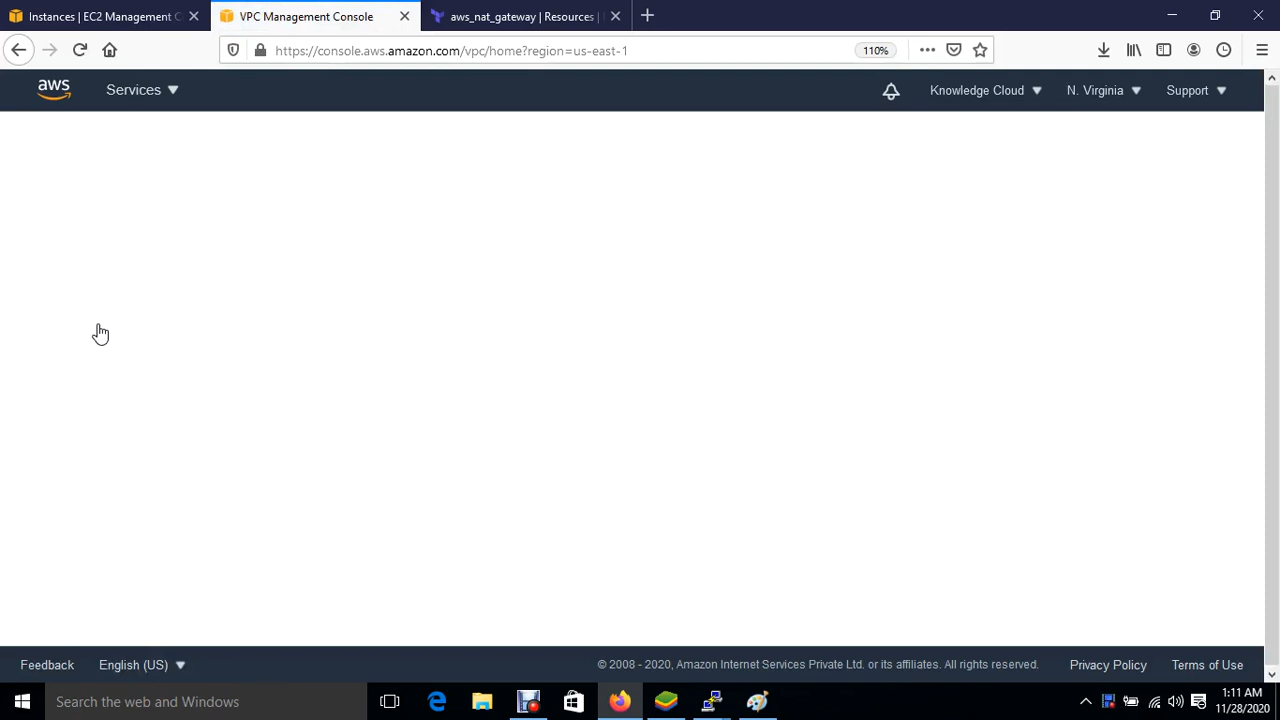 Instances | EC2 Management C
VPC Management Console
aws_nat_gateway | Resources |
https://console.aws.amazon.com/vpc/home?region=us-east-1
110%
aws
Services
Knowledge Cloud
N. Virginia
Support
Feedback
English (US)
© 2008 - 2020, Amazon Internet Services Private Ltd. or its affiliates. All rights reserved.
Privacy Policy
Terms of Use
Search the web and Windows
1:11 AM
11/28/2020